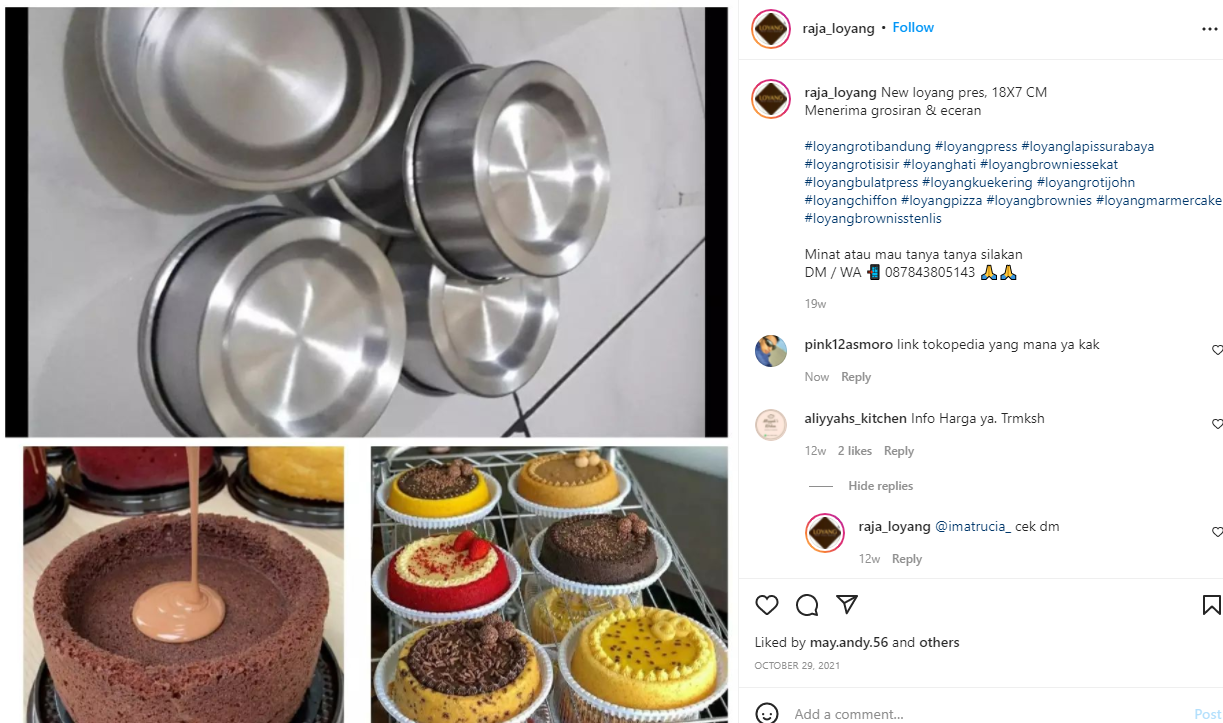 raja_loyang • Follow
raja_loyang New loyang pres, 18X7 CM
Menerima grosiran & eceran
#loyangrotibandung #loyangpress #loyanglapissurabaya
#loyangrotisisir #loyanghati #loyangbrowniessekat
#loyangbulatpress #loyangkuekering #loyangrotijohn
#loyangchiffon #loyangpizza #loyangbrownies #loyangmarmercake
#loyangbrownisstenlis
Minat atau mau tanya tanya silakan
DM / WA 📲 087843805143 🙏🙏
19w
pink12asmoro link tokopedia yang mana ya kak
Now Reply
aliyyahs_kitchen Info Harga ya. Trmksh
12w 2 likes Reply
Hide replies
raja_loyang @imatrucia_ cek dm
12w Reply
Liked by may.andy.56 and others
OCTOBER 29, 2021
Add a comment...
Post